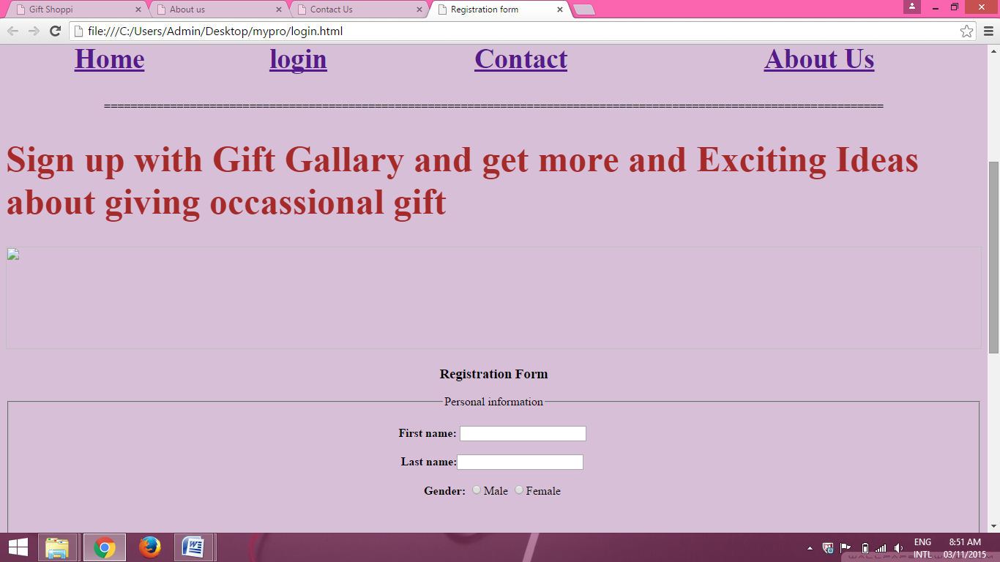 Gift Shoppi
About us
Contact Us
Registration form
file:///C:/Users/Admin/Desktop/mypro/login.html
Home login Contact About Us
=======================================================================================================================
Sign up with Gift Gallary and get more and Exciting Ideas
about giving occassional gift
Registration Form
Personal information
First name:
Last name:
Gender: Male Female
ENG 8:51 AM
INTL 03/11/2015